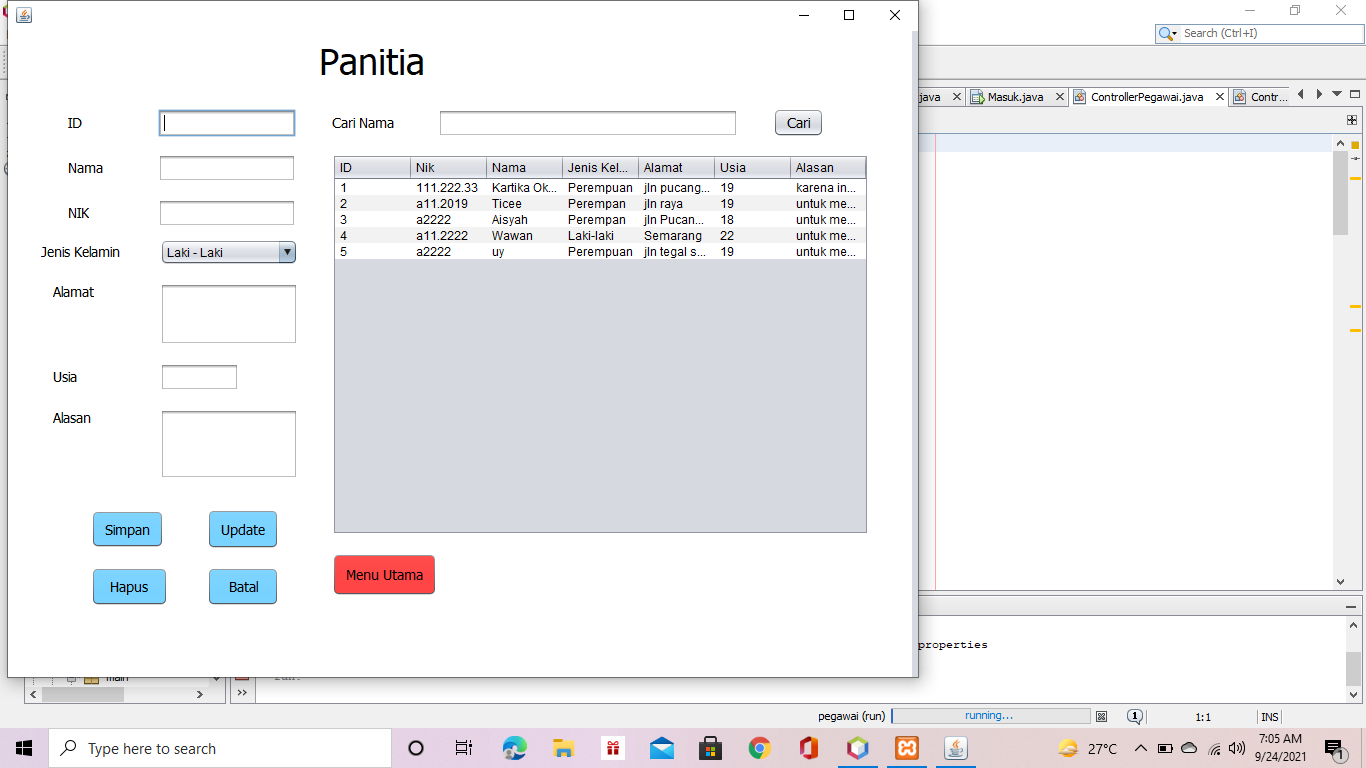 Search (Ctrl+I)
Panitia
java
Masuk.java
ControllerPegawai.java
Contr...
ID
Cari Nama
Cari
Nama
NIK
Jenis Kelamin
Laki - Laki
Alamat
Usia
Alasan
ID Nik Nama Jenis Kel... Alamat Usia Alasan
1 111.222.33 Kartika Ok... Perempuan jln pucang... 19 karena in...
2 a11.2019 Ticee Perempan jln raya 19 untuk me...
3 a2222 Aisyah Perempan jln Pucan... 18 untuk me...
4 a11.2222 Wawan Laki-laki Semarang 22 untuk me...
5 a2222 uy Perempuan jln tegal s... 19 untuk me...
Simpan
Update
Hapus
Batal
Menu Utama
properties
main
run:
pegawai (run)
running...
1
1:1
INS
Type here to search
27°C
7:05 AM
9/24/2021
1